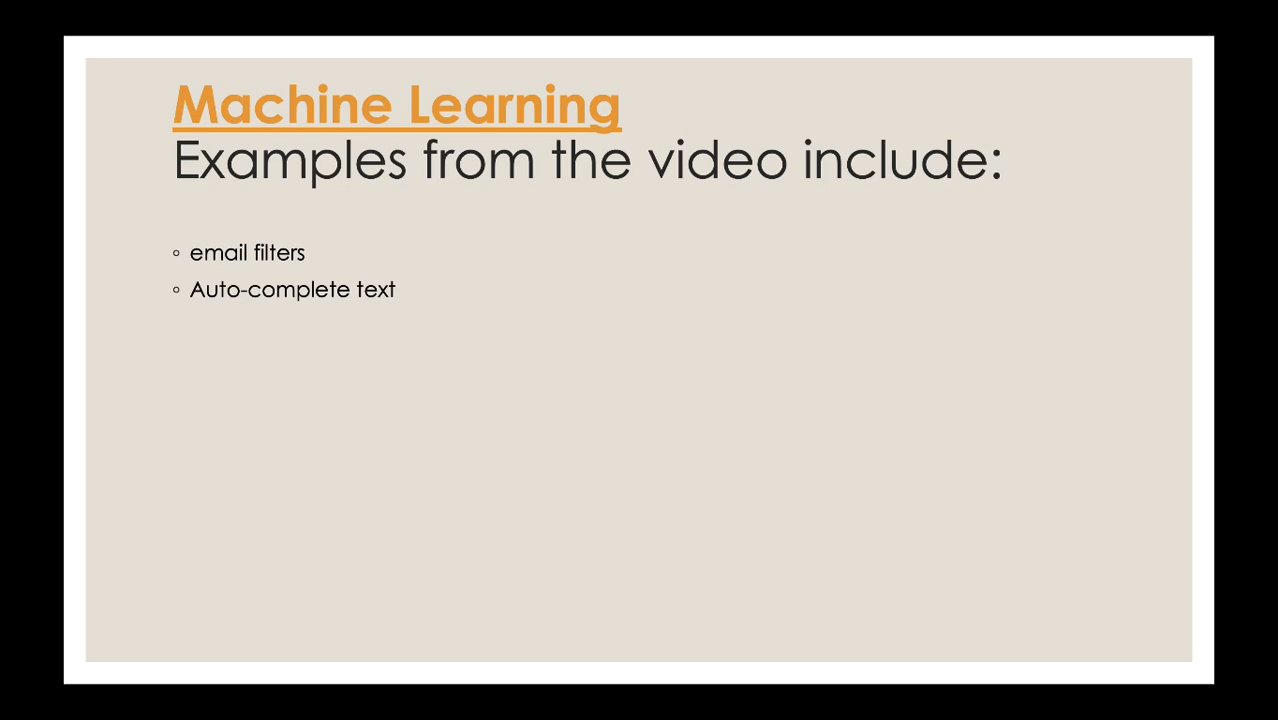 Machine Learning
Examples from the video include:
◦ email filters
◦ Auto-complete text